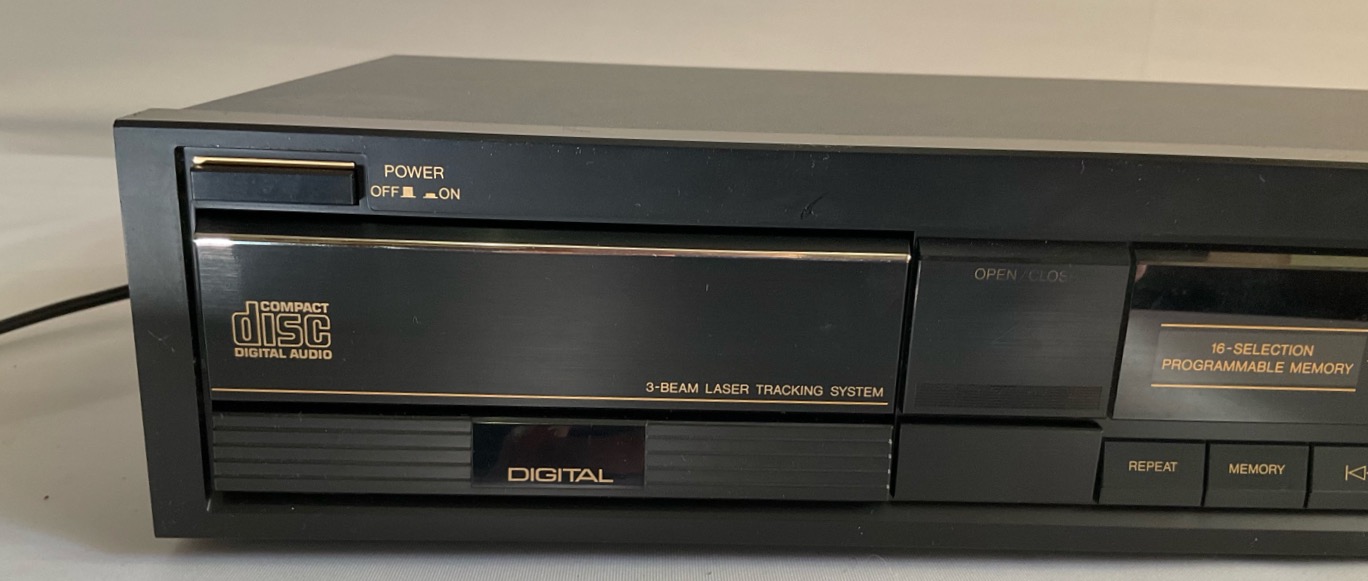 POWER
OFF ON
OPEN/CLOS
COMPACT
disc
DIGITAL AUDIO
3-BEAM LASER TRACKING SYSTEM
16-SELECTION
PROGRAMMABLE MEMORY
DIGITAL
REPEAT
MEMORY